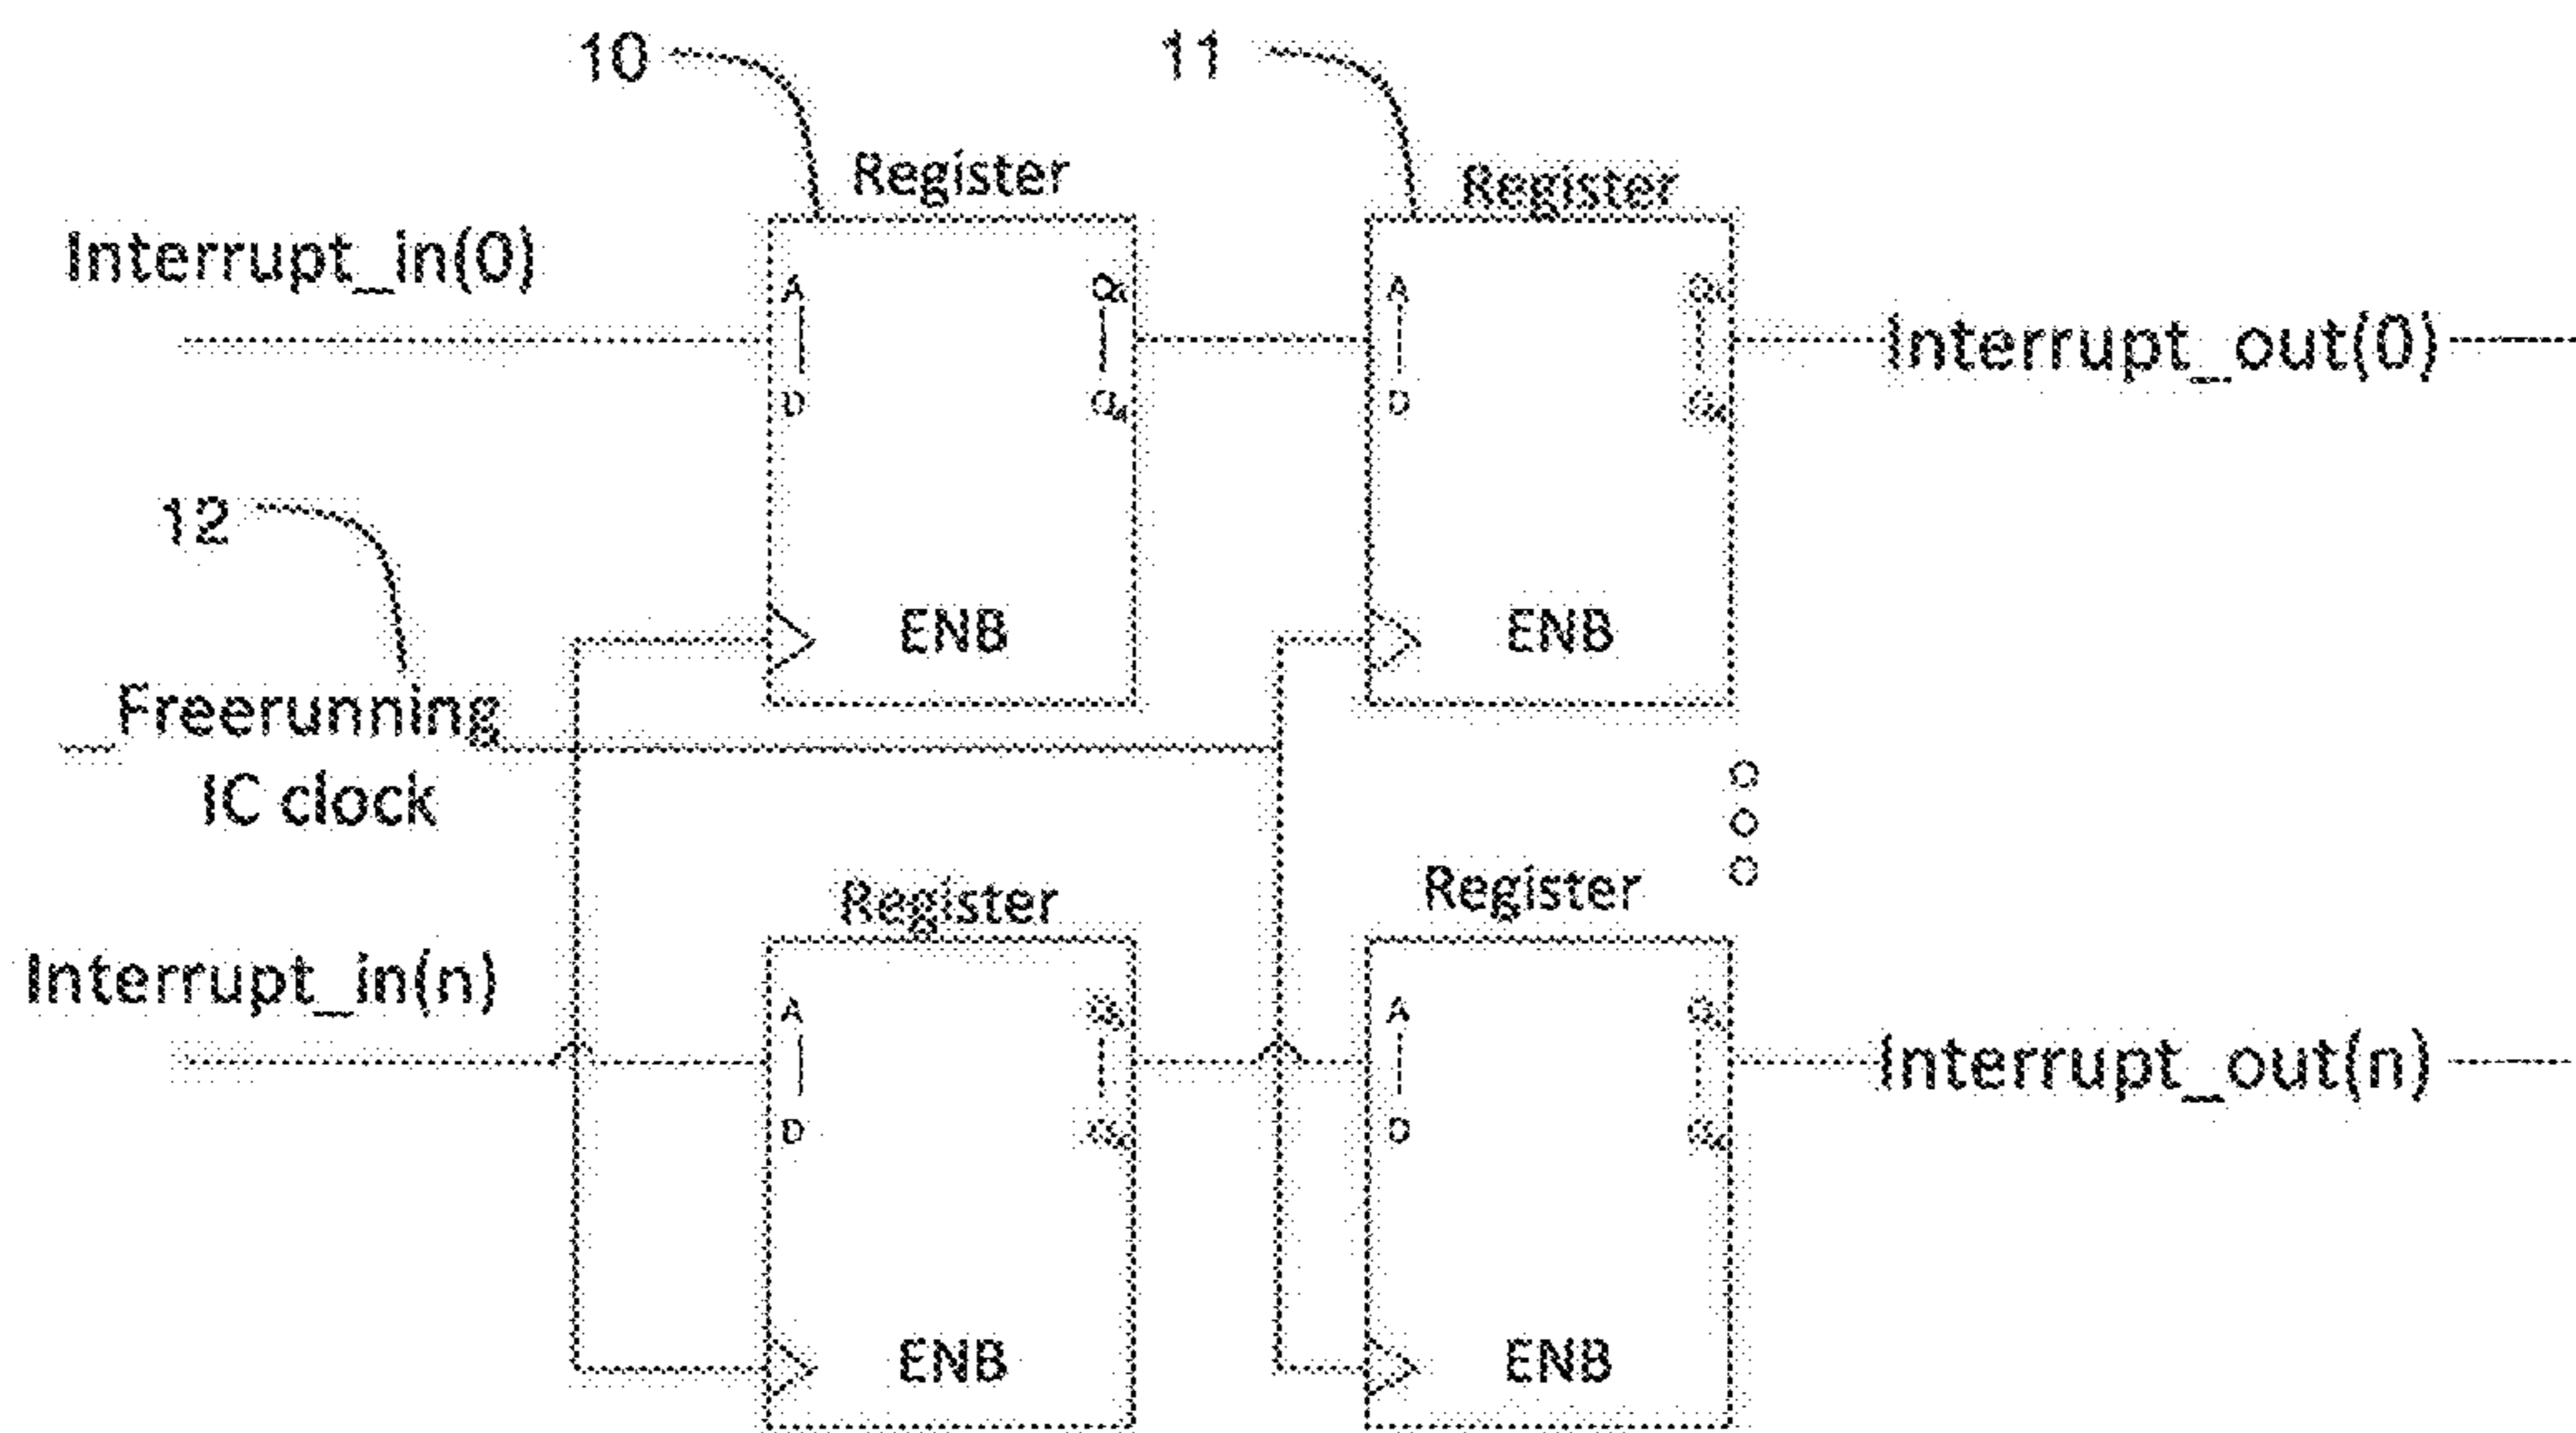 10
11
Register
Register
Interrupt_in(0)
A
D
A
D
Interrupt_out(0)
12
ENB
ENB
Freerunning
IC clock
Register
Register
Interrupt_in(n)
A
D
A
D
Interrupt_out(n)
ENB
ENB